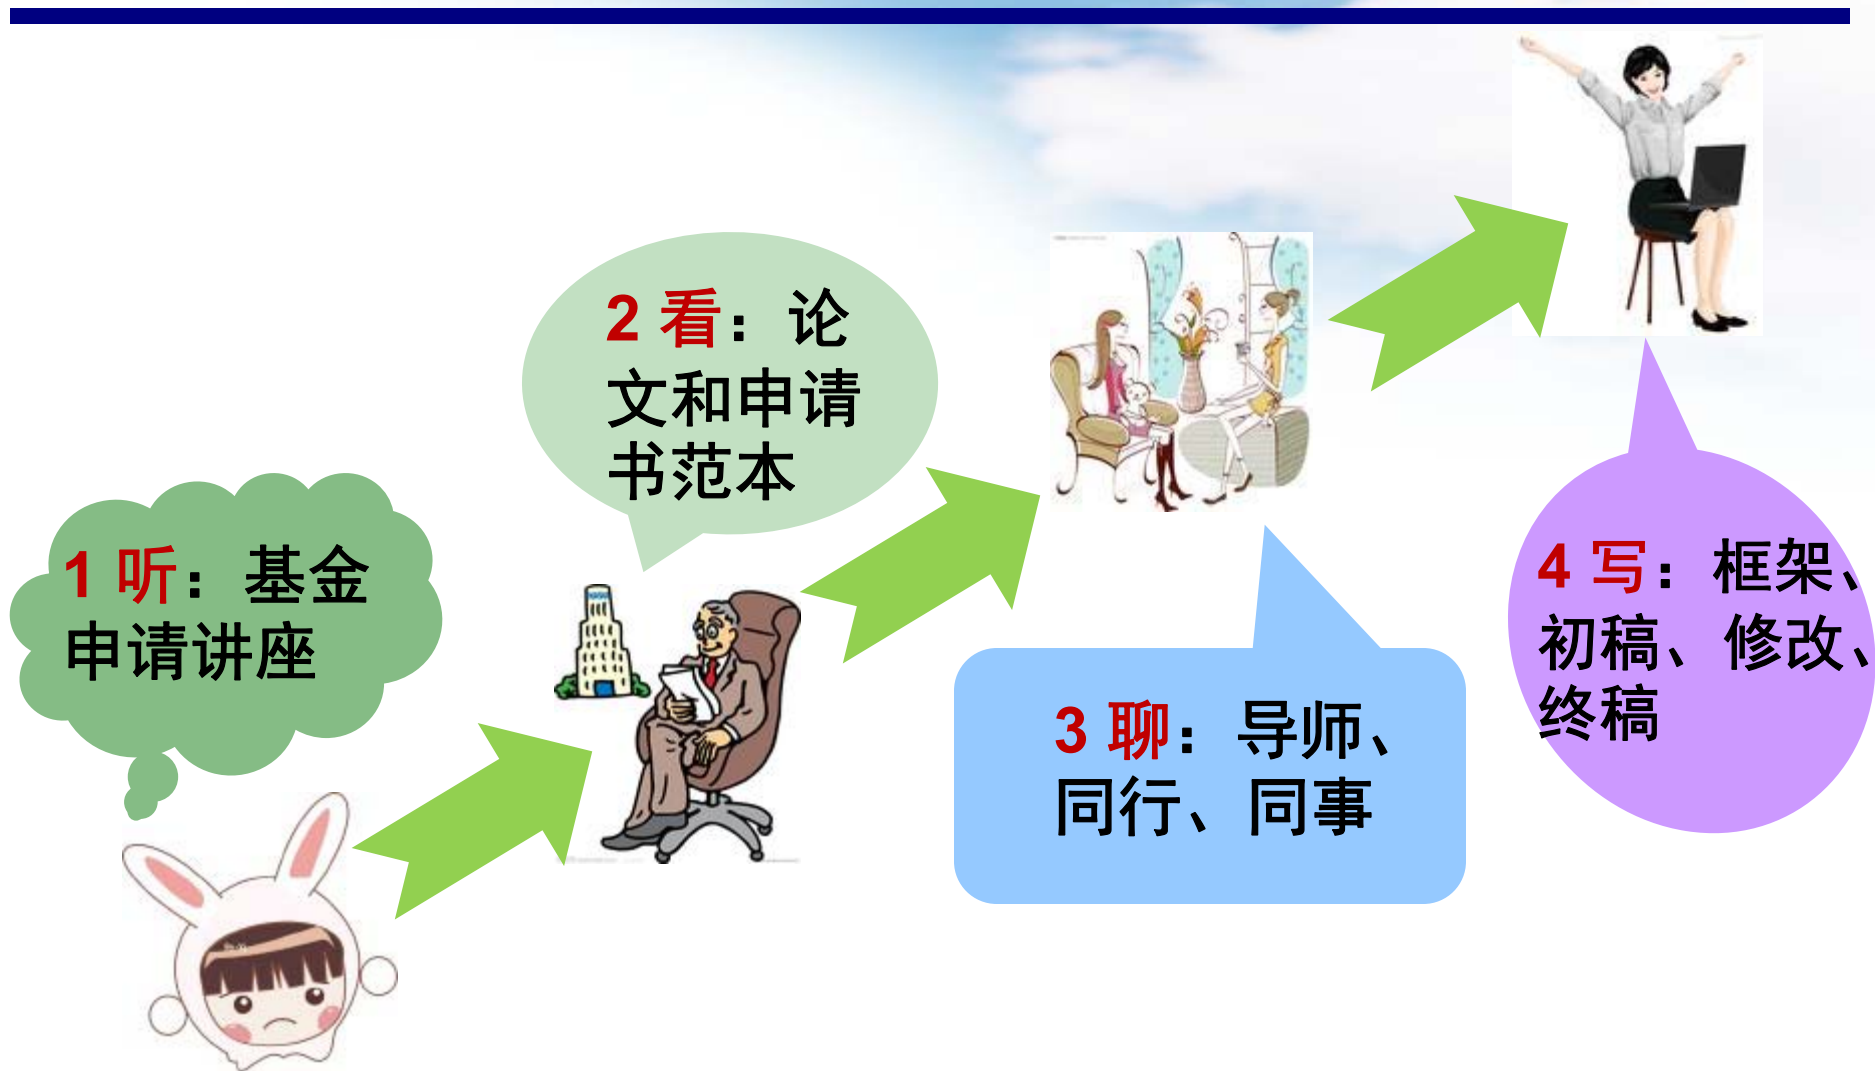 1 听：基金
申请讲座
2 看：论
文和申请
书范本
3 聊：导师、
同行、同事
4 写：框架、
初稿、修改、
终稿